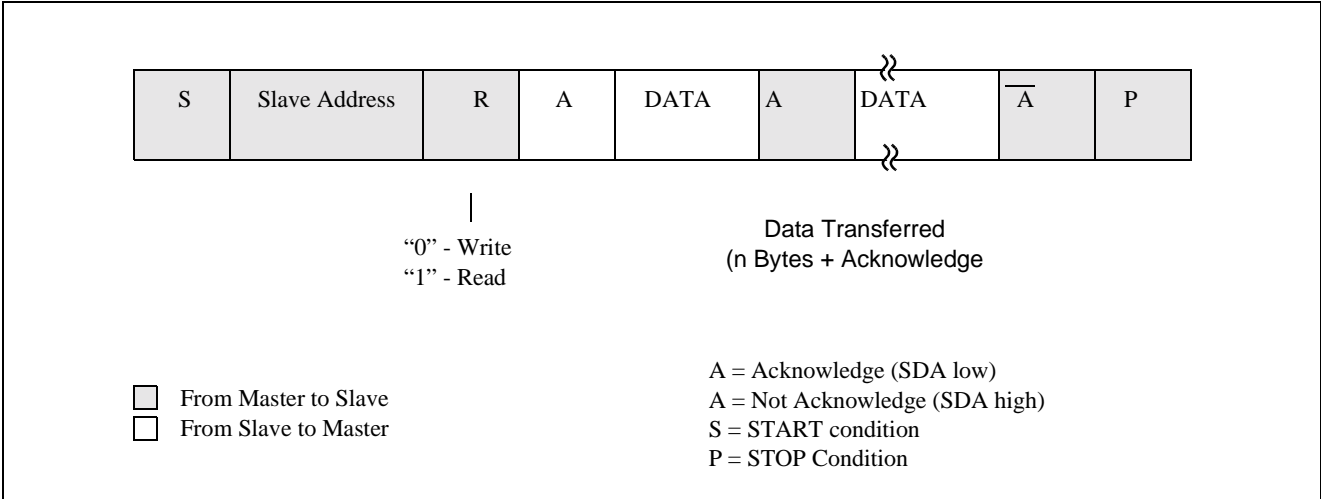 S Slave Address R A DATA A DATA A̅ P
“0” - Write
“1” - Read
Data Transferred
(n Bytes + Acknowledge
From Master to Slave
From Slave to Master
A = Acknowledge (SDA low)
A = Not Acknowledge (SDA high)
S = START condition
P = STOP Condition